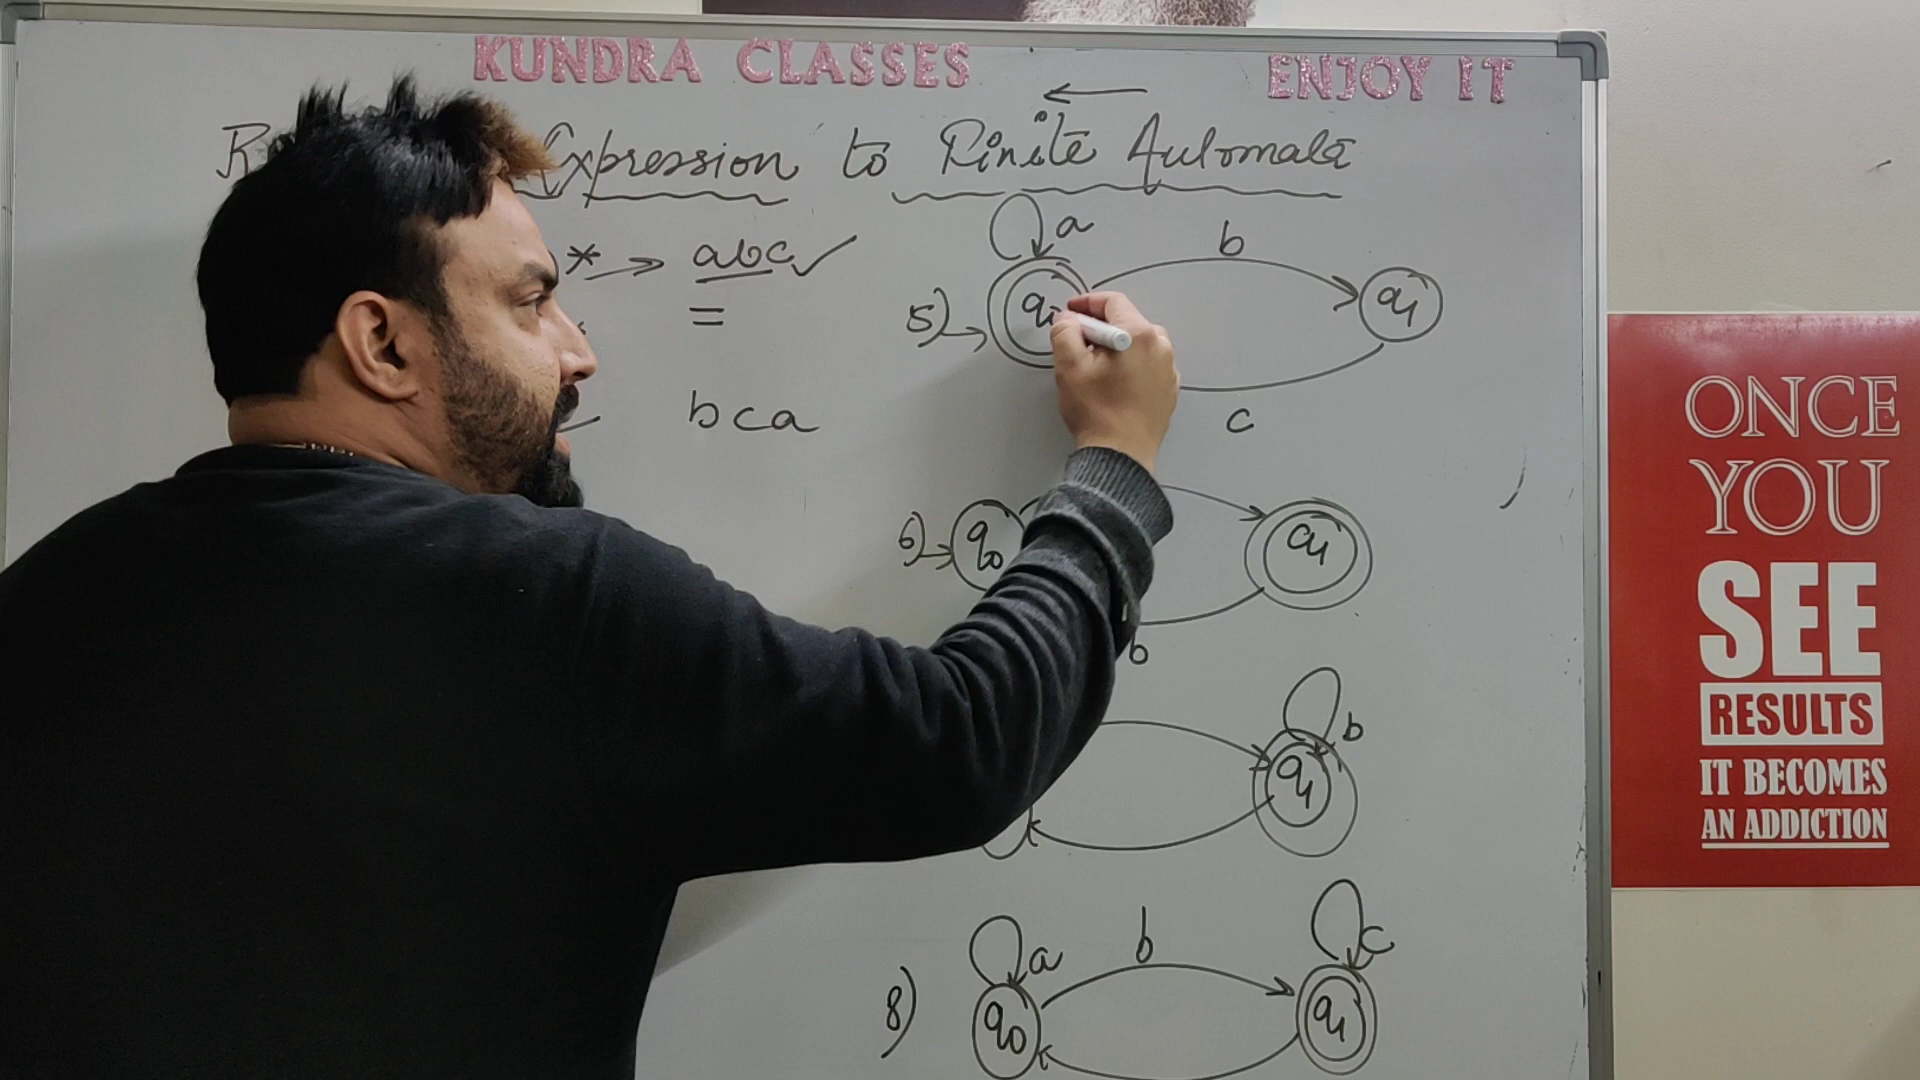 KUNDRA CLASSES ENJOY IT
Expression to Finite Automata
* → abc ✓
=
bca
5) → a b q1
c
6) → q0 q1
b
b
q1
8) a b c
q0 q1
ONCE
YOU
SEE
RESULTS
IT BECOMES
AN ADDICTION